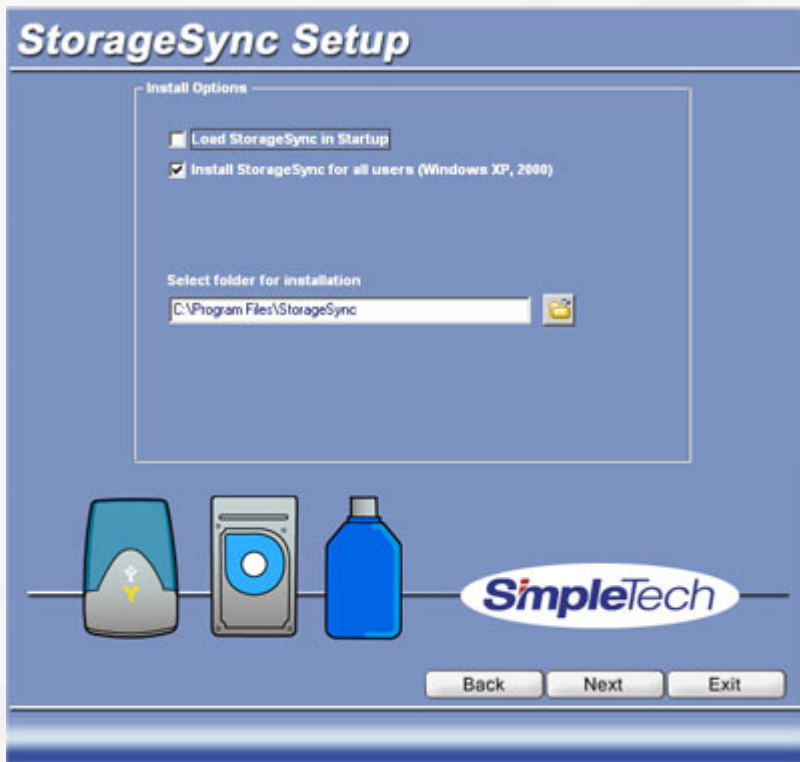 StorageSync Setup
Install Options
Load StorageSync in Startup
Install StorageSync for all users (Windows XP, 2000)
Select folder for installation
C:\Program Files\StorageSync
SimpleTech
Back Next Exit